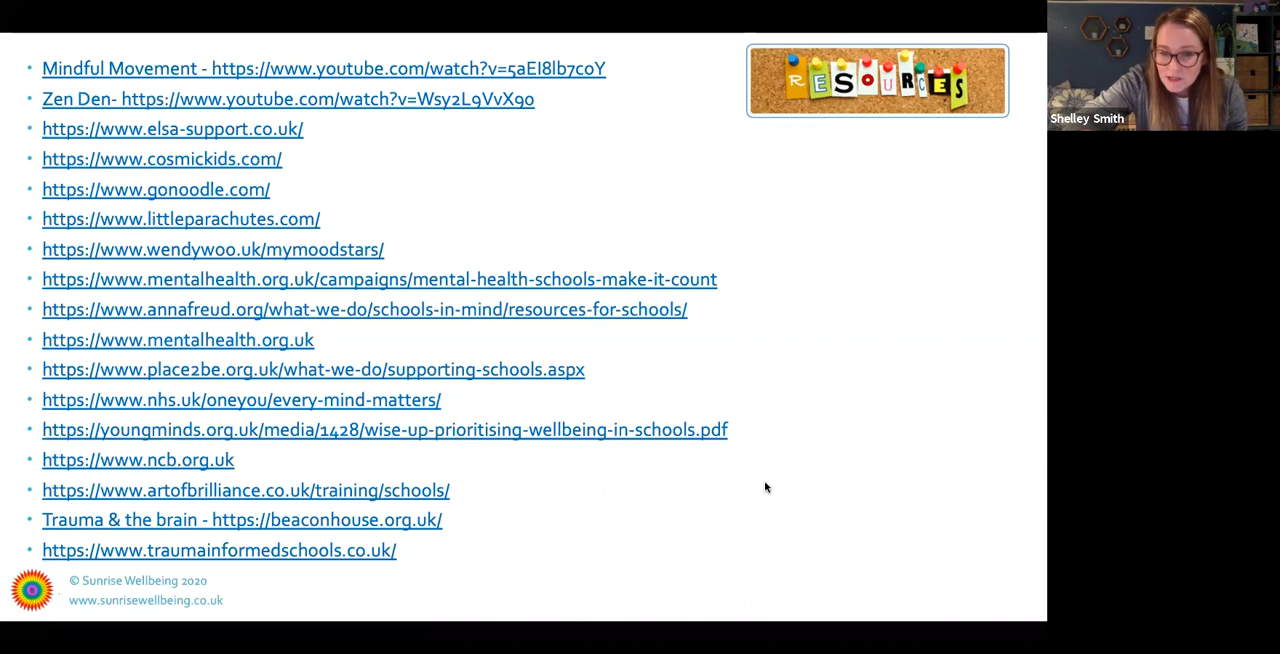 Mindful Movement - https://www.youtube.com/watch?v=5aEI8lb7coY
RESOURCES
Zen Den- https://www.youtube.com/watch?v=Wsy2L9VvX90
https://www.elsa-support.co.uk/
Shelley Smith
https://www.cosmickids.com/
https://www.gonoodle.com/
https://www.littleparachutes.com/
https://www.wendywoo.uk/mymoodstars/
https://www.mentalhealth.org.uk/campaigns/mental-health-schools-make-it-count
https://www.annafreud.org/what-we-do/schools-in-mind/resources-for-schools/
https://www.mentalhealth.org.uk
https://www.place2be.org.uk/what-we-do/supporting-schools.aspx
https://www.nhs.uk/oneyou/every-mind-matters/
https://youngminds.org.uk/media/1428/wise-up-prioritising-wellbeing-in-schools.pdf
https://www.ncb.org.uk
https://www.artofbrilliance.co.uk/training/schools/
Trauma & the brain - https://beaconhouse.org.uk/
https://www.traumainformedschools.co.uk/
© Sunrise Wellbeing 2020
www.sunrisewellbeing.co.uk